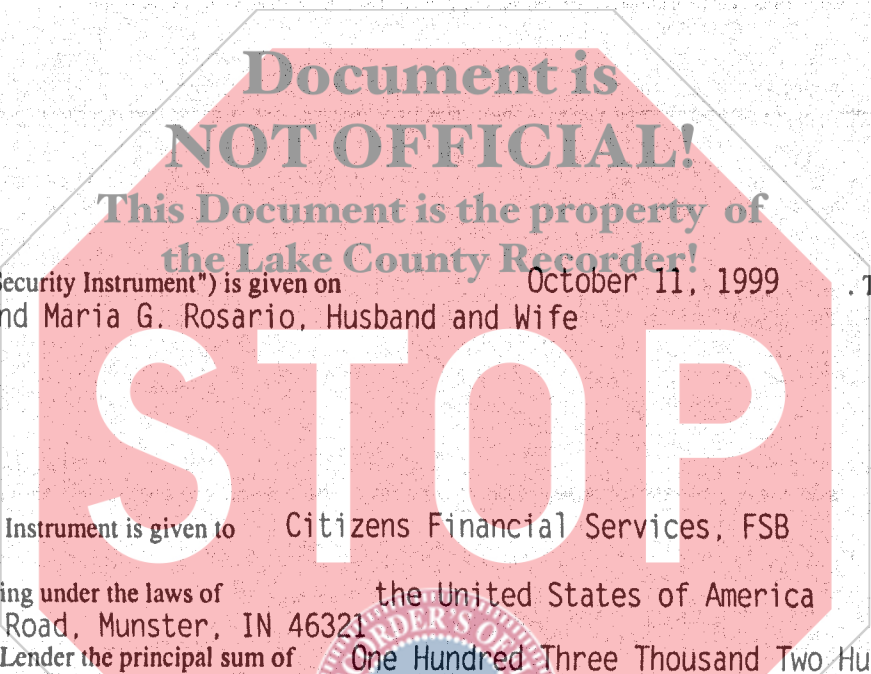 Document is
NOT OFFICIAL!
This Document is the property of
the Lake County Recorder!
Security Instrument") is given on October 11, 1999 . T
nd Maria G. Rosario, Husband and Wife
STOP
Instrument is given to Citizens Financial Services, FSB
ing under the laws of the United States of America
Road, Munster, IN 46321
ORDER'S OF
Lender the principal sum of One Hundred Three Thousand Two Hu